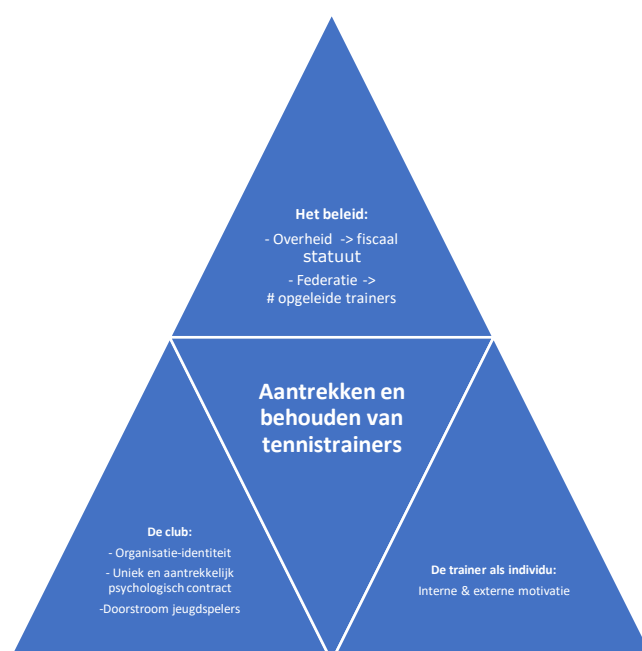 Het beleid:
- Overheid -> fiscaal
statuut
- Federatie ->
# opgeleide trainers
Aantrekken en
behouden van
tennistrainers
De club:
- Organisatie-identiteit
- Uniek en aantrekkelijk
psychologisch contract
-Doorstroom jeugdspelers
De trainer als individu:
Interne & externe motivatie